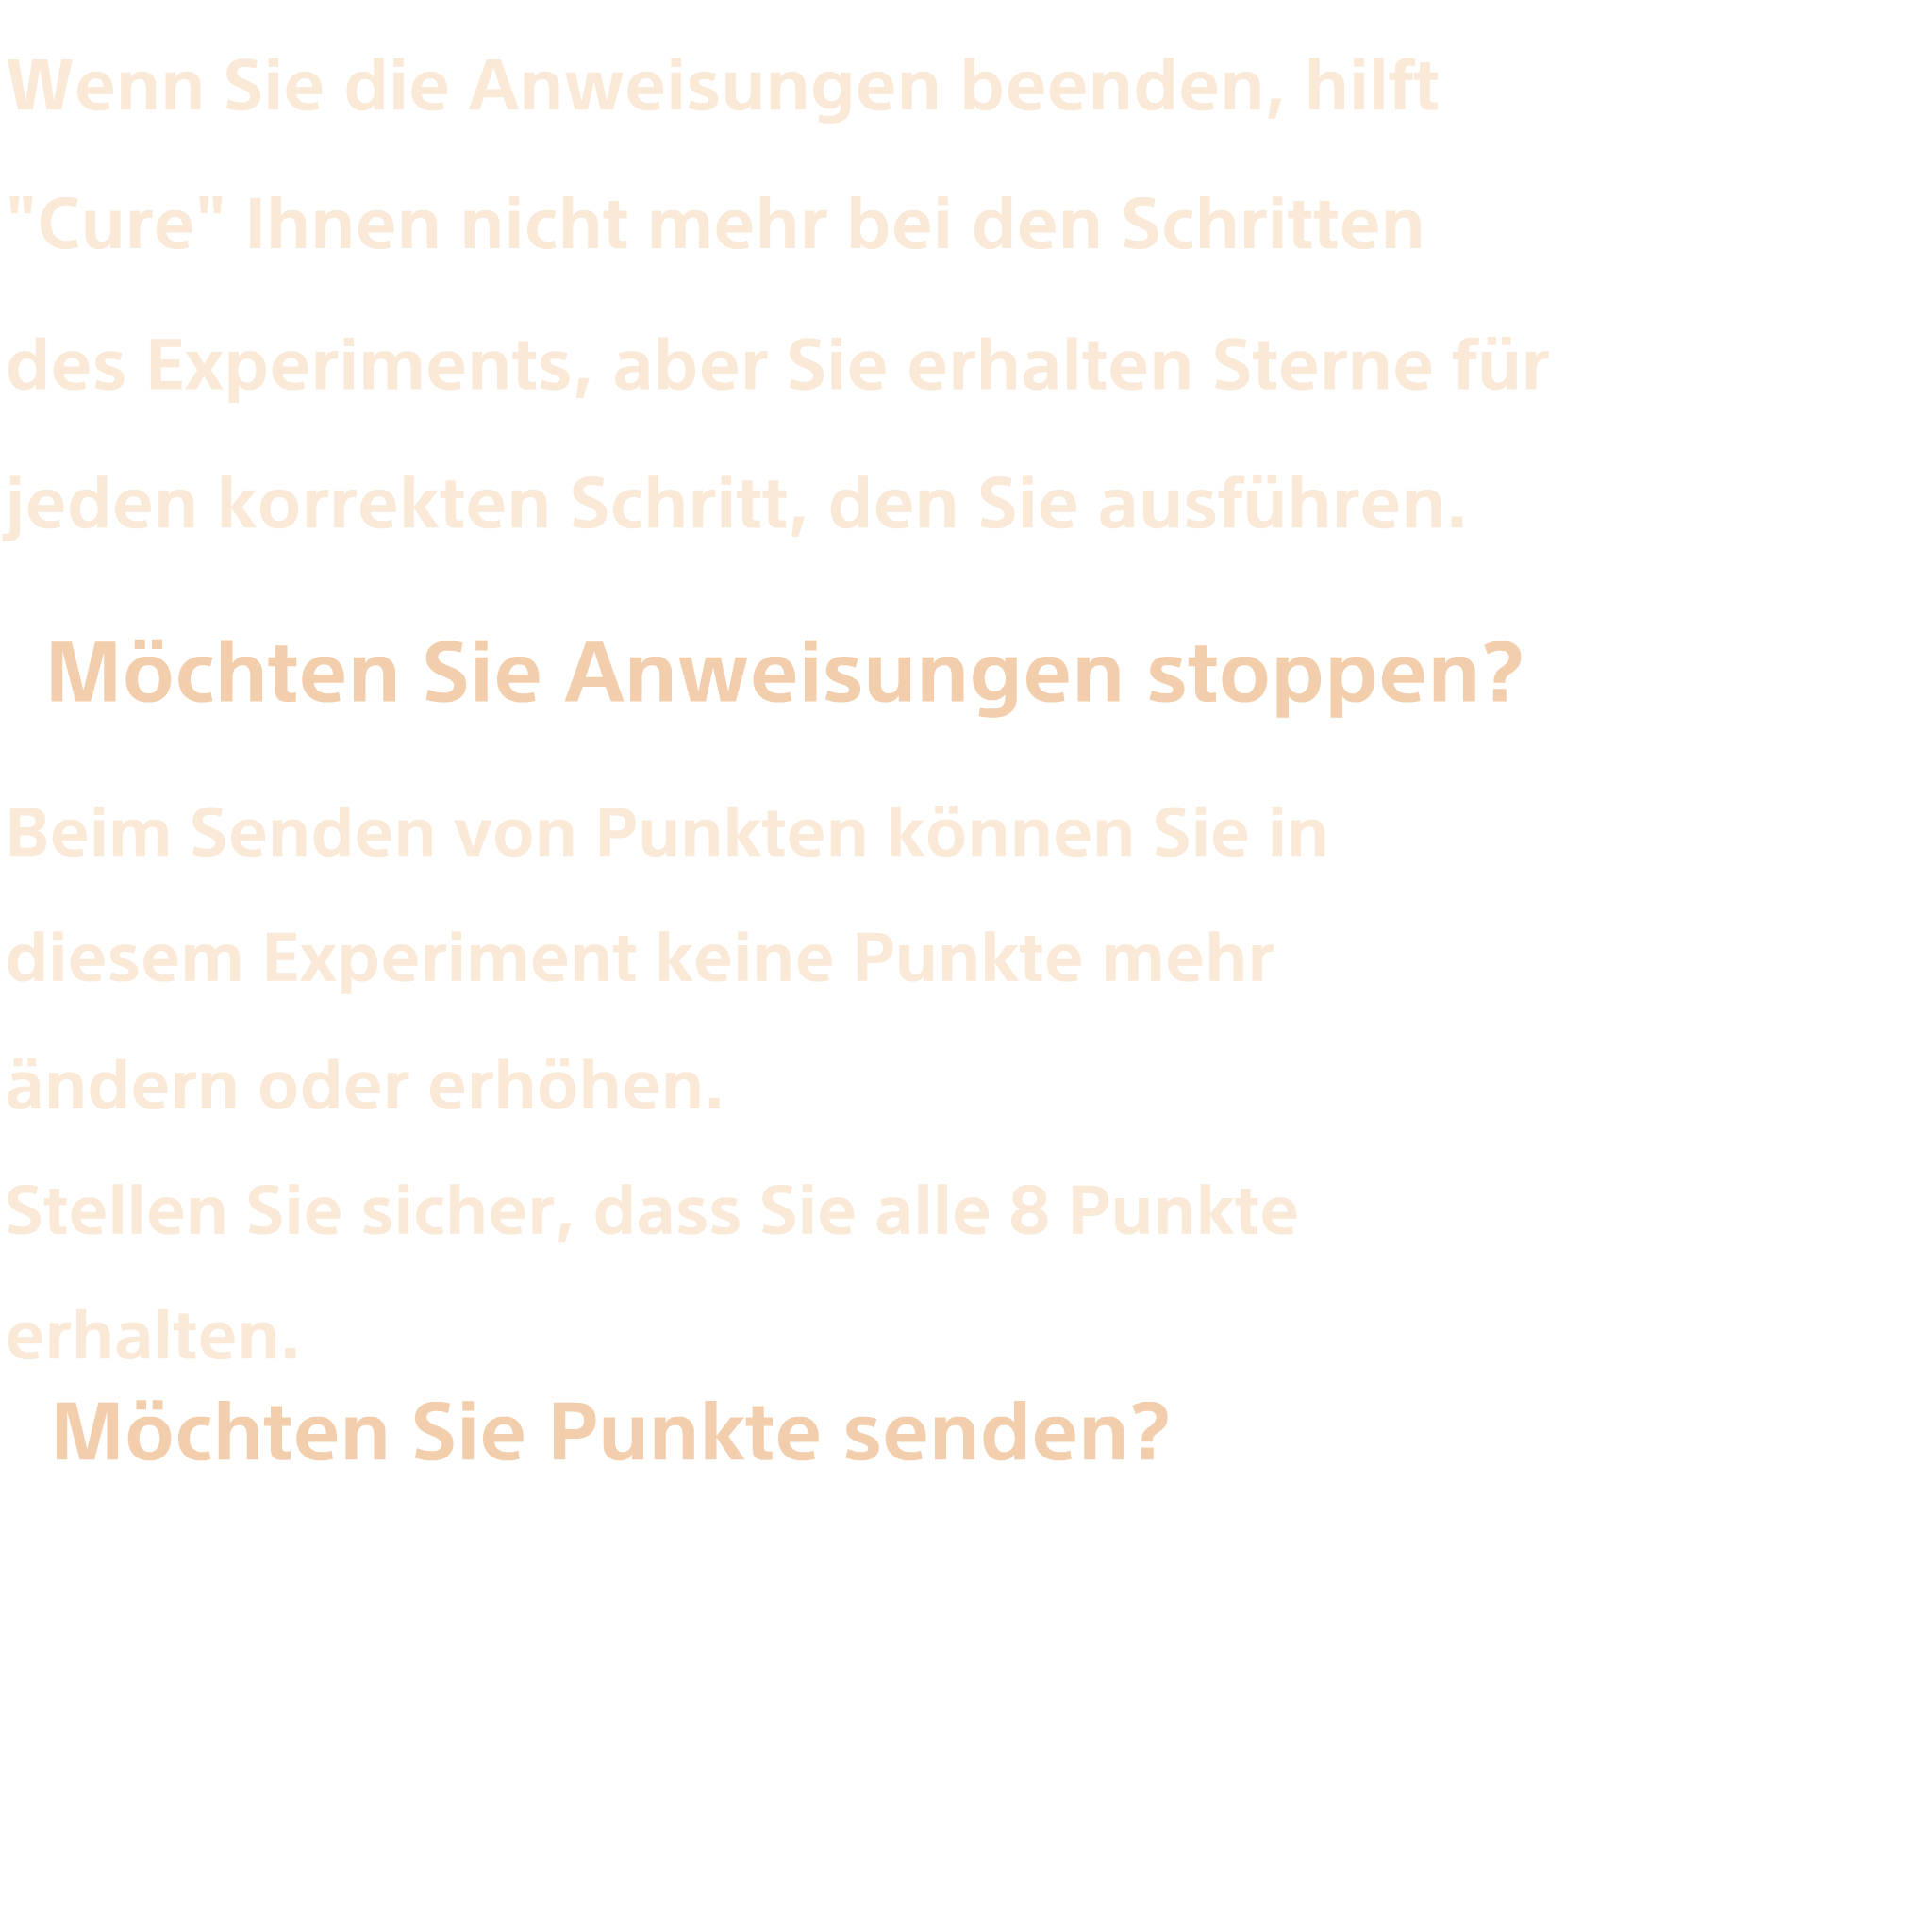 Wenn Sie die Anweisungen beenden, hilft
"Cure" Ihnen nicht mehr bei den Schritten
des Experiments, aber Sie erhalten Sterne für
jeden korrekten Schritt, den Sie ausführen.
Möchten Sie Anweisungen stoppen?
Beim Senden von Punkten können Sie in
diesem Experiment keine Punkte mehr
ändern oder erhöhen.
Stellen Sie sicher, dass Sie alle 8 Punkte
erhalten.
Möchten Sie Punkte senden?